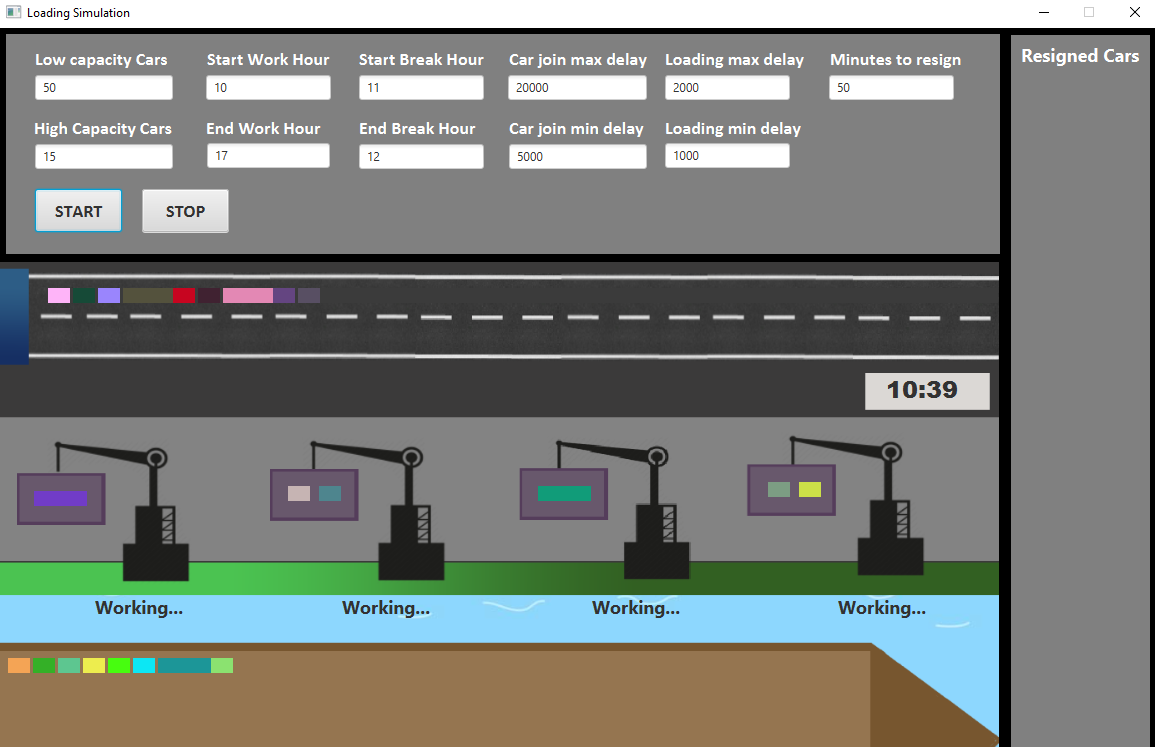 Loading Simulation
Low capacity Cars
Start Work Hour
Start Break Hour
Car join max delay
Loading max delay
Minutes to resign
Resigned Cars
50
10
11
20000
2000
50
High Capacity Cars
End Work Hour
End Break Hour
Car join min delay
Loading min delay
15
17
12
5000
1000
START
STOP
10:39
Working...
Working...
Working...
Working...